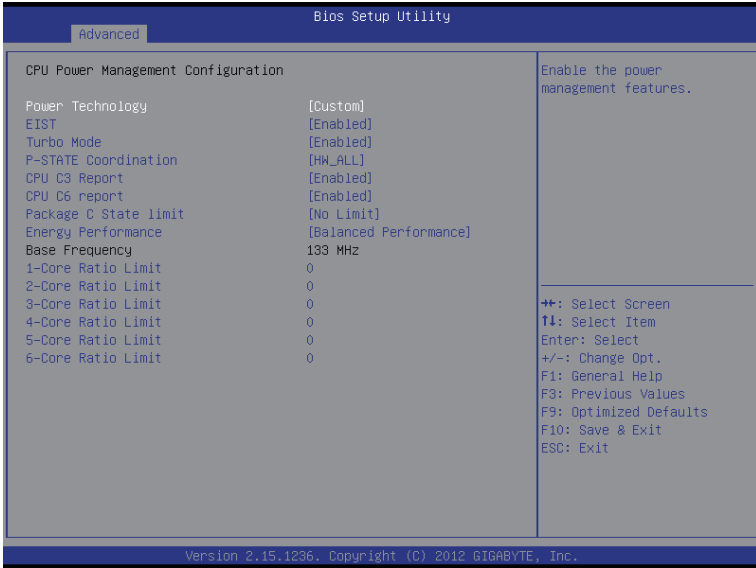 Bios Setup Utility
Advanced
CPU Power Management Configuration
Power Technology [Custom]
EIST [Enabled]
Turbo Mode [Enabled]
P-STATE Coordination [HW_ALL]
CPU C3 Report [Enabled]
CPU C6 report [Enabled]
Package C State limit [No Limit]
Energy Performance [Balanced Performance]
Base Frequency 133 MHz
1-Core Ratio Limit 0
2-Core Ratio Limit 0
3-Core Ratio Limit 0
4-Core Ratio Limit 0
5-Core Ratio Limit 0
6-Core Ratio Limit 0
Enable the power
management features.
→←: Select Screen
↑↓: Select Item
Enter: Select
+/-: Change Opt.
F1: General Help
F3: Previous Values
F9: Optimized Defaults
F10: Save & Exit
ESC: Exit
Version 2.15.1236. Copyright (C) 2012 GIGABYTE, Inc.